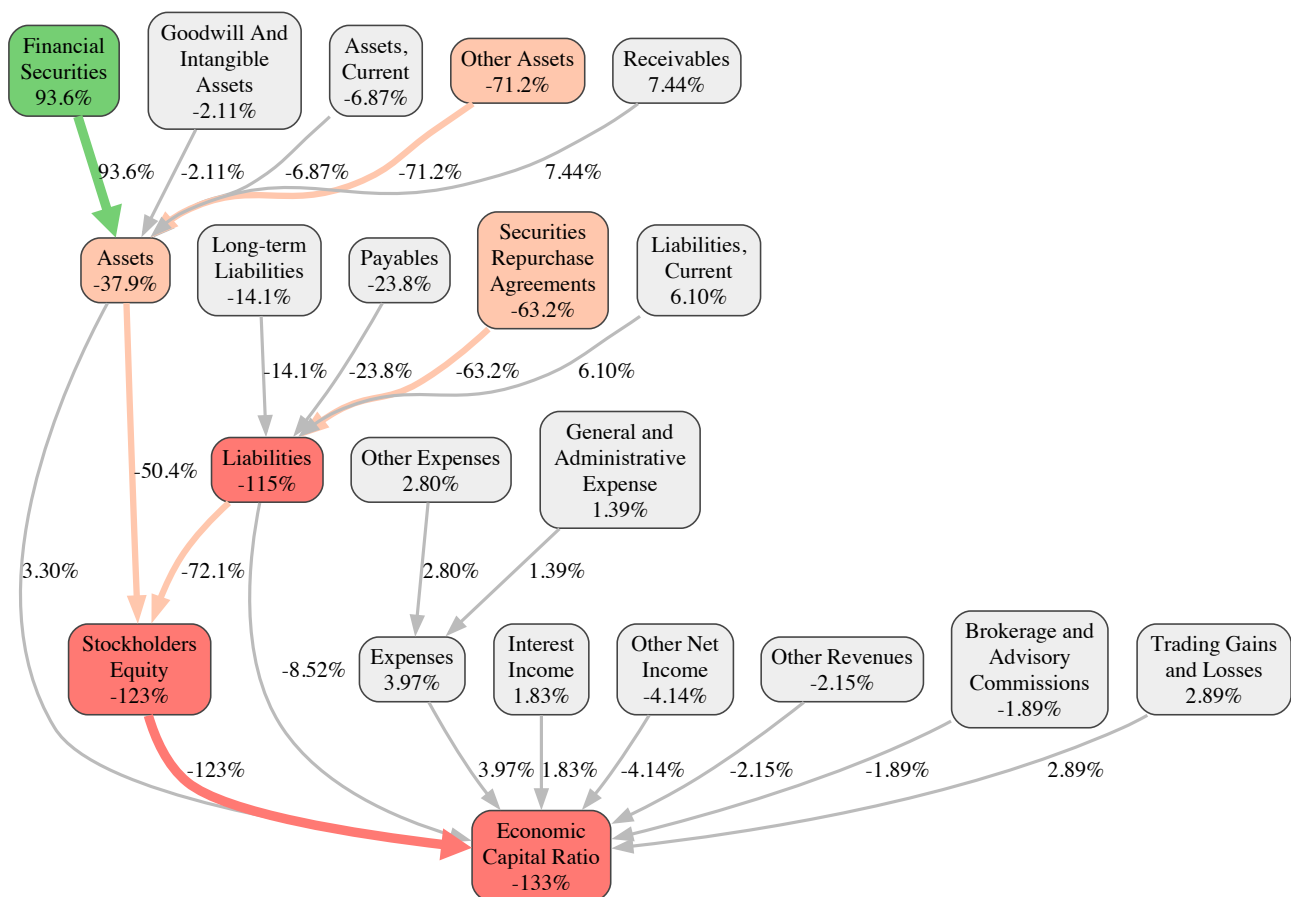 Financial
Securities
93.6%
Goodwill And
Intangible
Assets
-2.11%
Assets,
Current
-6.87%
Other Assets
-71.2%
Receivables
7.44%
93.6%
-2.11%
-6.87%
-71.2%
7.44%
Assets
-37.9%
Long-term
Liabilities
-14.1%
Payables
-23.8%
Securities
Repurchase
Agreements
-63.2%
Liabilities,
Current
6.10%
-14.1%
-23.8%
-63.2%
6.10%
Liabilities
-115%
Other Expenses
2.80%
General and
Administrative
Expense
1.39%
-50.4%
3.30%
-72.1%
2.80%
1.39%
Stockholders
Equity
-123%
-8.52%
Expenses
3.97%
Interest
Income
1.83%
Other Net
Income
-4.14%
Other Revenues
-2.15%
Brokerage and
Advisory
Commissions
-1.89%
Trading Gains
and Losses
2.89%
-123%
3.97%
1.83%
-4.14%
-2.15%
-1.89%
2.89%
Economic
Capital Ratio
-133%